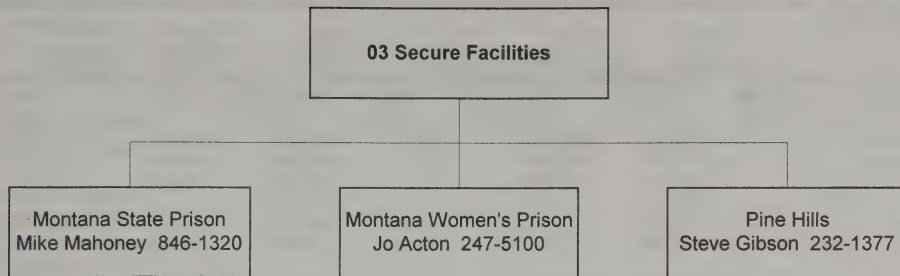 03 Secure Facilities
Montana State Prison
Mike Mahoney 846-1320
Montana Women's Prison
Jo Acton 247-5100
Pine Hills
Steve Gibson 232-1377